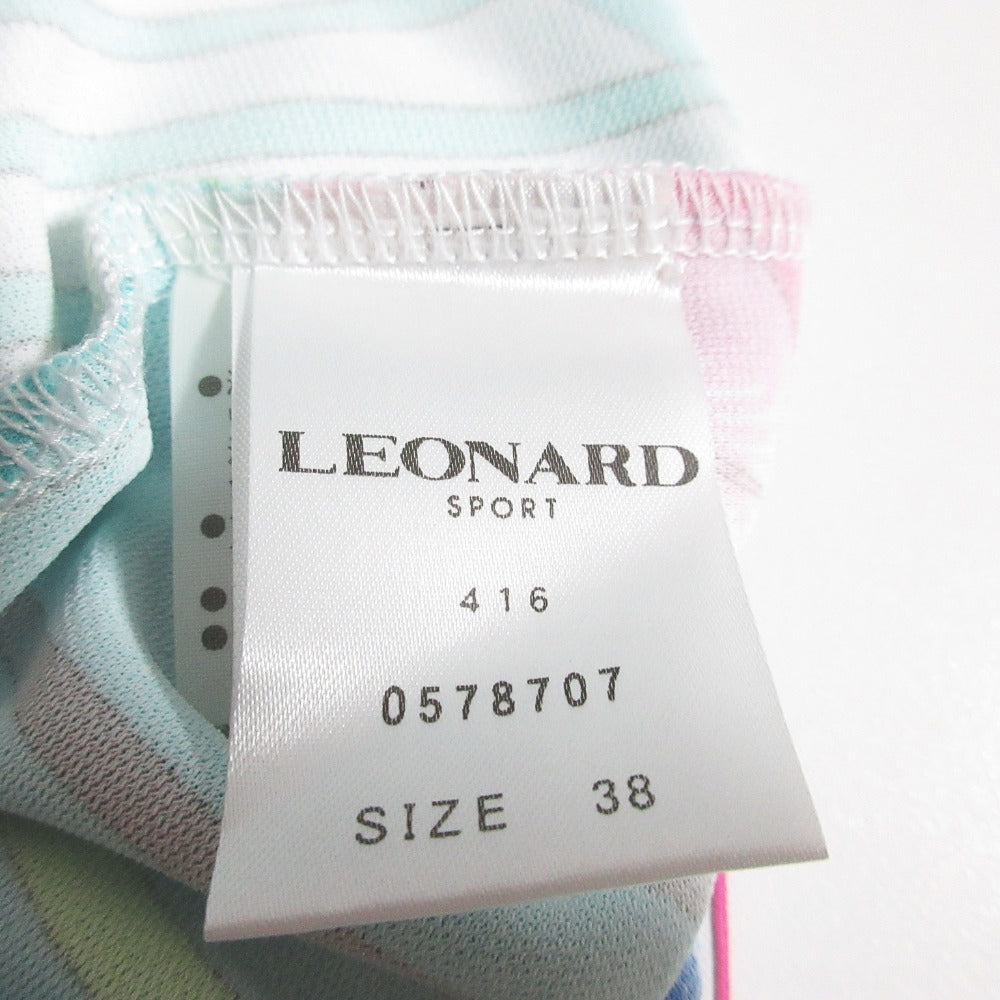 LEONARD
SPORT
416
0578707
SIZE 38